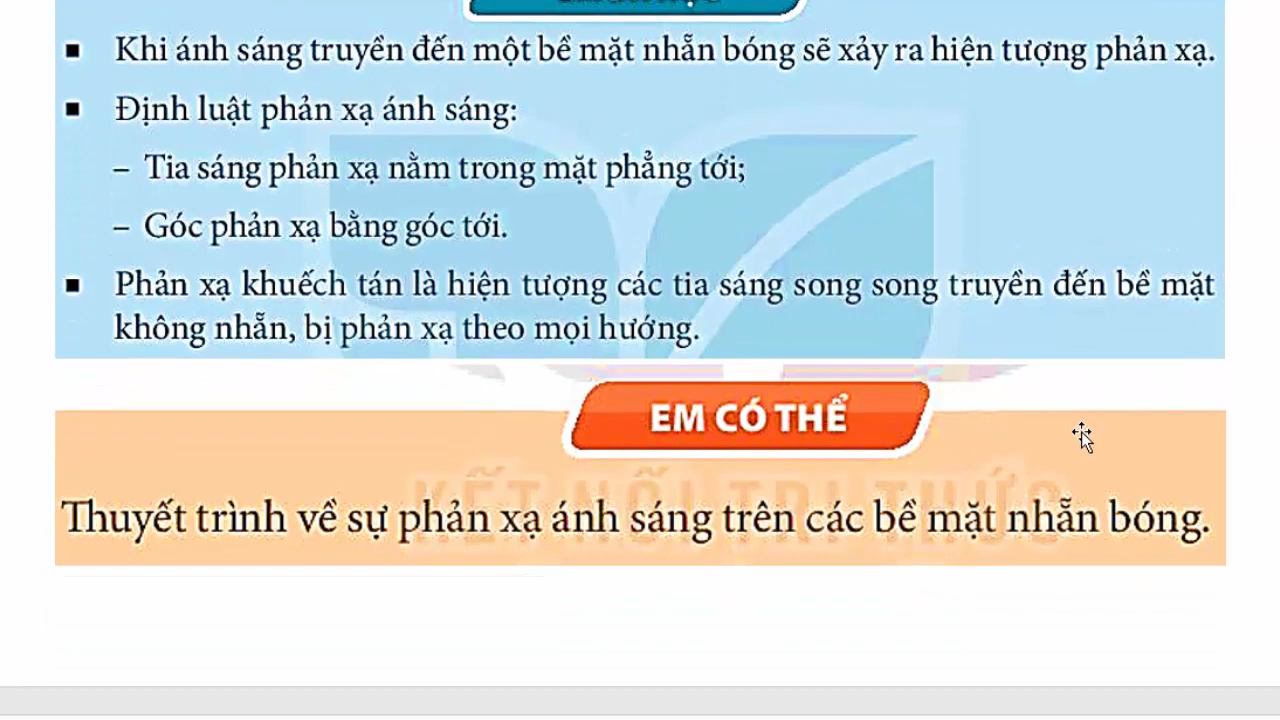 ▪ Khi ánh sáng truyền đến một bề mặt nhẵn bóng sẽ xảy ra hiện tượng phản xạ.
▪ Định luật phản xạ ánh sáng:
– Tia sáng phản xạ nằm trong mặt phẳng tới;
– Góc phản xạ bằng góc tới.
▪ Phản xạ khuếch tán là hiện tượng các tia sáng song song truyền đến bề mặt
không nhẵn, bị phản xạ theo mọi hướng.
EM CÓ THỂ
KẾT NỐI TRI THỨC
Thuyết trình về sự phản xạ ánh sáng trên các bề mặt nhẵn bóng.